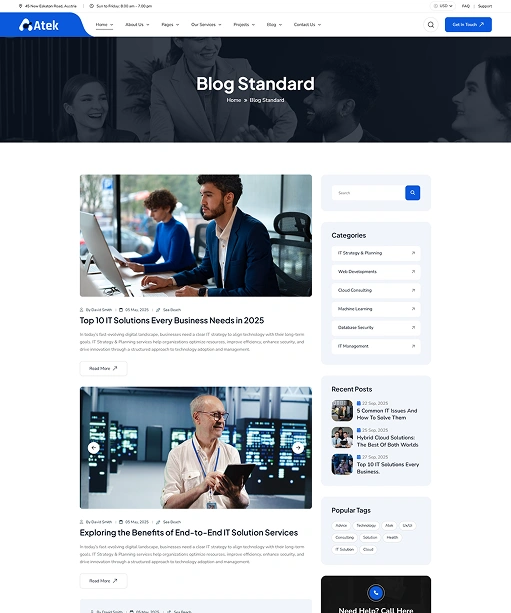 45 New Eskaton Road, Austria
Sun to Friday: 8.00 am - 7.00 pm
USD
FAQ
Support
Atek
Home
About Us
Pages
Our Services
Projects
Blog
Contact Us
Get In Touch
Blog Standard
Home » Blog Standard
By David Smith
05 May, 2025
Sea Beach
Top 10 IT Solutions Every Business Needs in 2025
In today's fast-evolving digital landscape, businesses need a clear IT strategy to align technology with their long-term
goals. IT Strategy & Planning services help organizations optimize resources, improve efficiency, enhance security, and
drive innovation through a structured approach to technology adoption and management.
Read More
By David Smith
05 May, 2025
Sea Beach
Exploring the Benefits of End-to-End IT Solution Services
In today's fast-evolving digital landscape, businesses need a clear IT strategy to align technology with their long-term
goals. IT Strategy & Planning services help organizations optimize resources, improve efficiency, enhance security, and
drive innovation through a structured approach to technology adoption and management.
Read More
By David Smith
05 May, 2025
Sea Beach
Search
Categories
IT Strategy & Planning
Web Developments
Cloud Consulting
Machine Learning
Database Security
IT Management
Recent Posts
22 Sep, 2025
5 Common IT Issues And
How To Solve Them
25 Sep, 2025
Hybrid Cloud Solutions:
The Best Of Both Worlds
27 Sep, 2025
Top 10 IT Solutions Every
Business.
Popular Tags
Advice
Technology
Atek
Ux/UI
Consulting
Solution
Health
IT Solution
Cloud
Need Help? Call Here